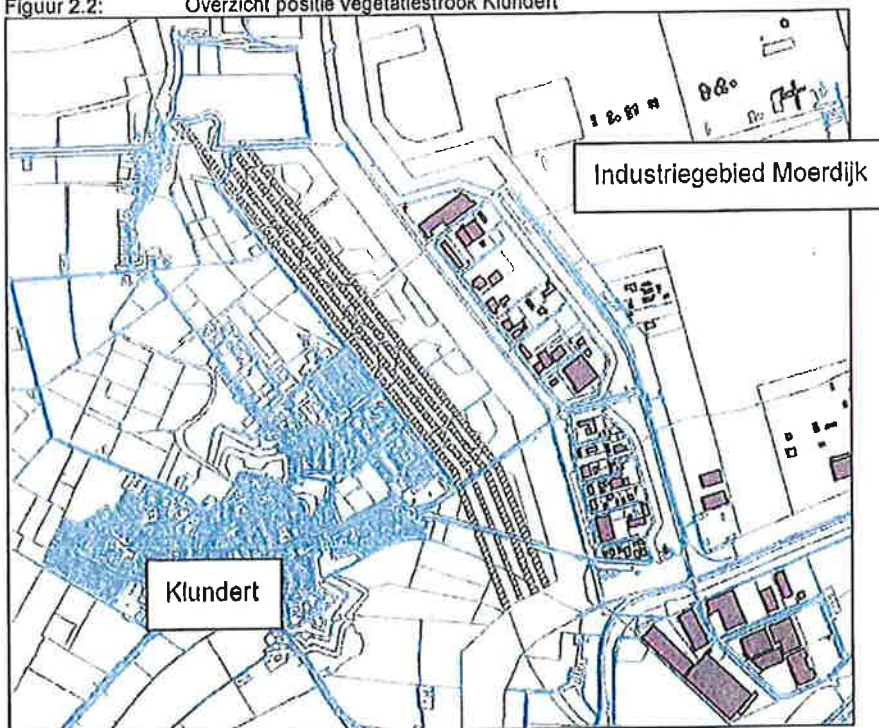 Figuur 2.2: Overzicht positie vegetatiestrook Klundert
Industriegebied Moerdijk
Klundert